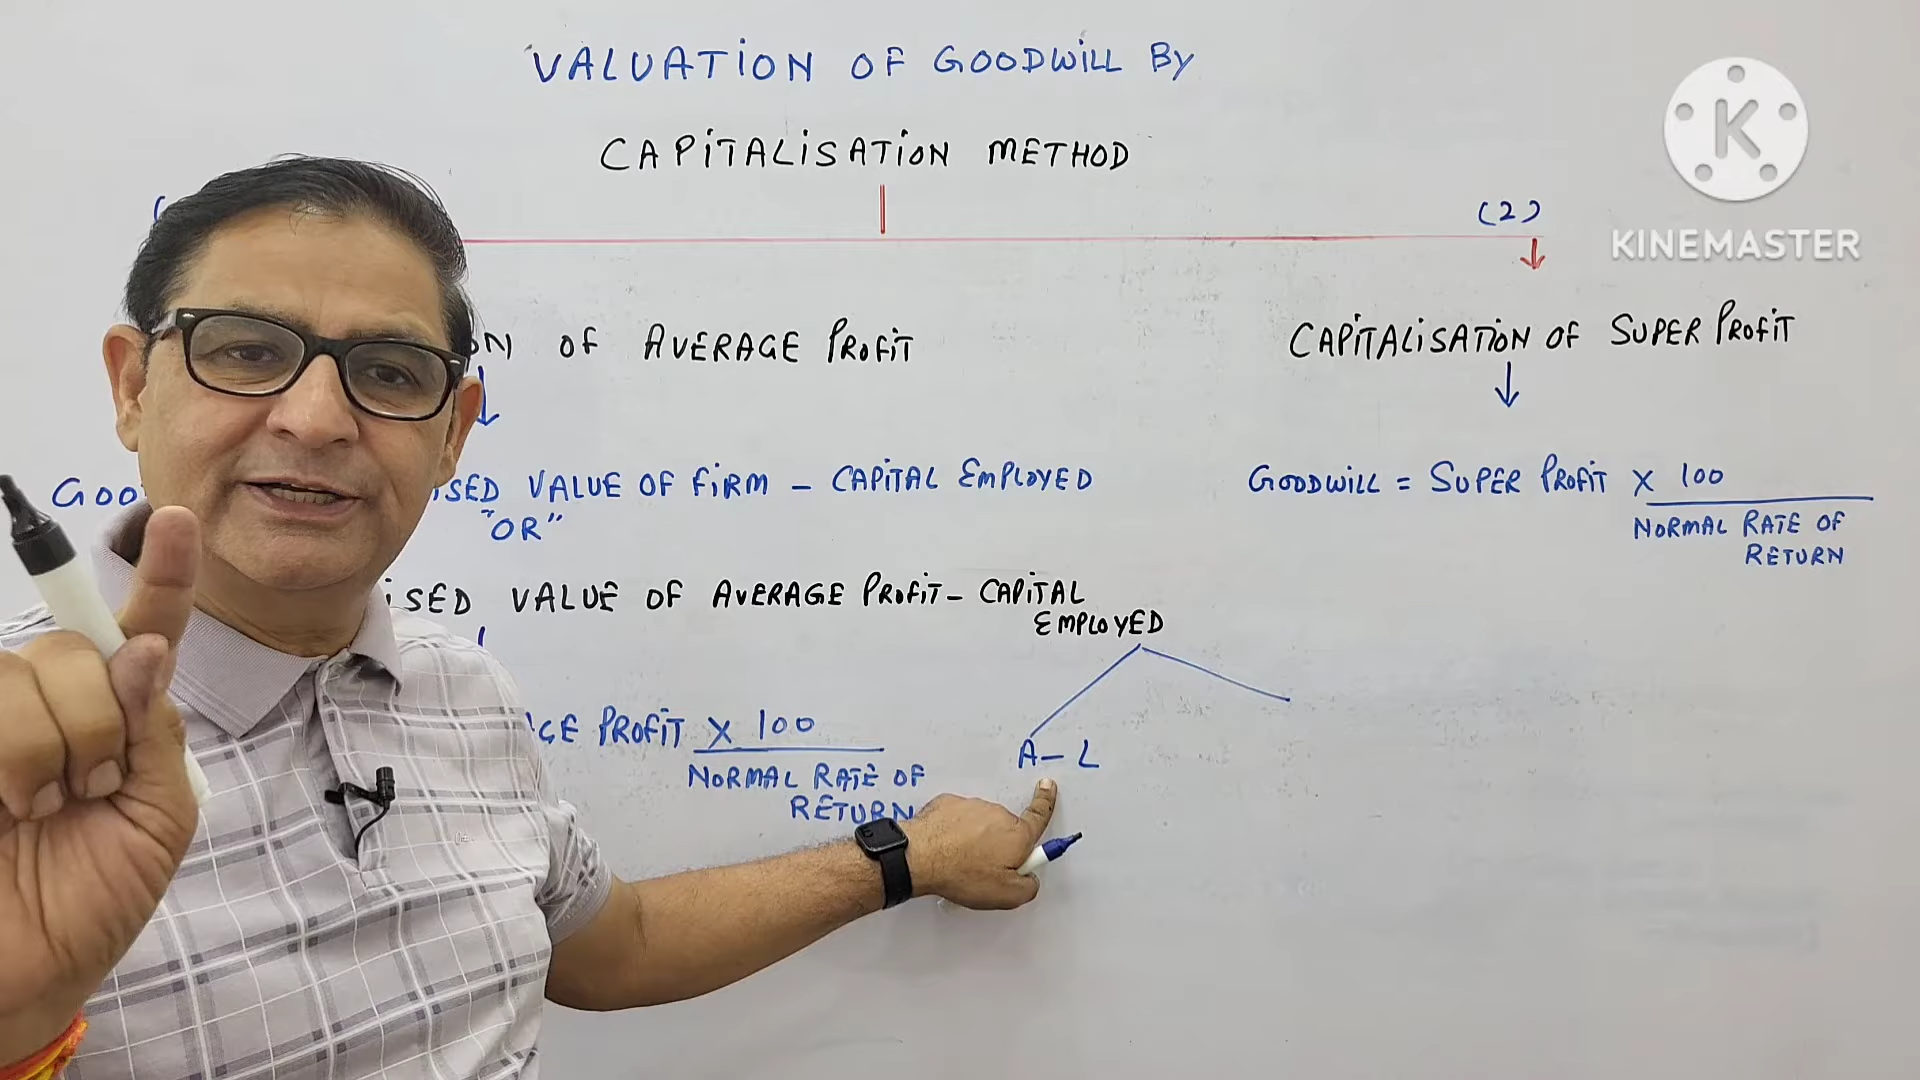 VALUATION OF GOODWILL BY
CAPITALISATION METHOD
(2)
K
KINEMASTER
OF AVERAGE PROFIT
CAPITALISATION OF SUPER PROFIT
VALUE OF FIRM - CAPITAL EMPLOYED
"OR"
GOODWILL = SUPER PROFIT X 100
NORMAL RATE OF
RETURN
VALUE OF AVERAGE PROFIT - CAPITAL
EMPLOYED
PROFIT X 100
NORMAL RATE OF
RETURN
A - L